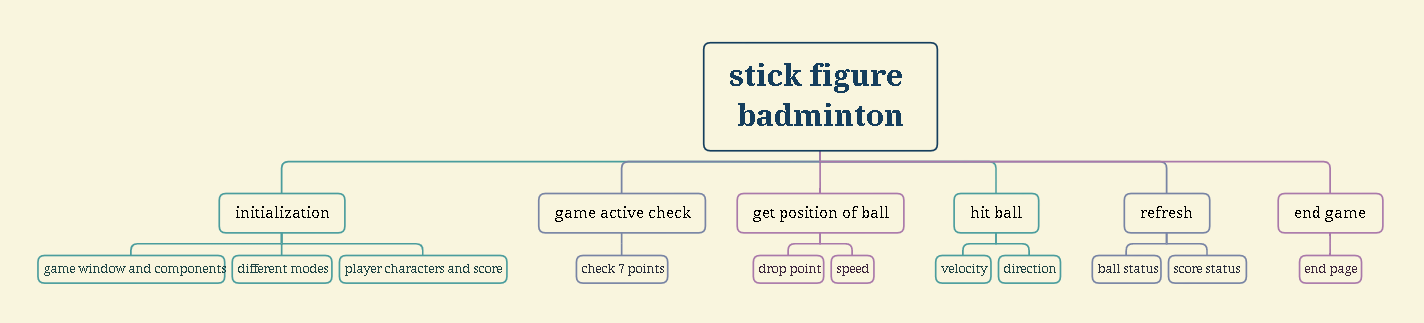 stick figure
badminton
initialization
game active check
get position of ball
hit ball
refresh
end game
game window and components
different modes
player characters and score
check 7 points
drop point
speed
velocity
direction
ball status
score status
end page